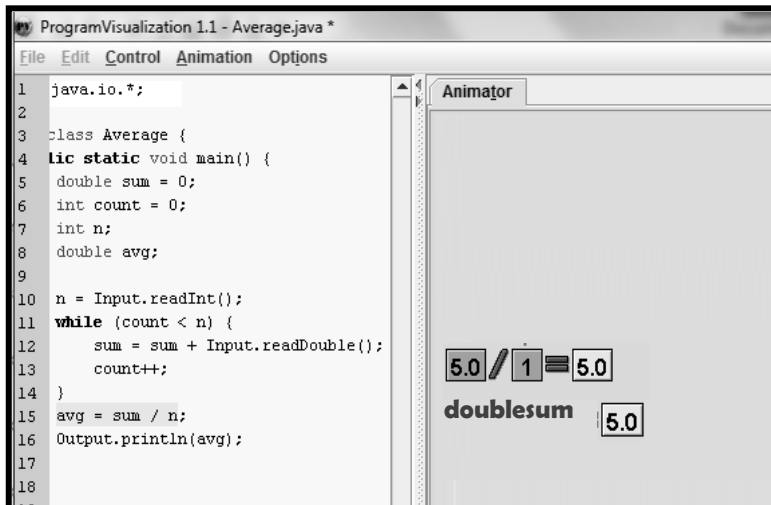 ProgramVisualization 1.1 - Average.java *
File Edit Control Animation Options
1 java.io.*;
2
3 class Average {
4 lic static void main() {
5 double sum = 0;
6 int count = 0;
7 int n;
8 double avg;
9
10 n = Input.readInt();
11 while (count < n) {
12 sum = sum + Input.readDouble();
13 count++;
14 }
15 avg = sum / n;
16 Output.println(avg);
17
18
Animator
5.0 / 1 = 5.0
doublesum 5.0